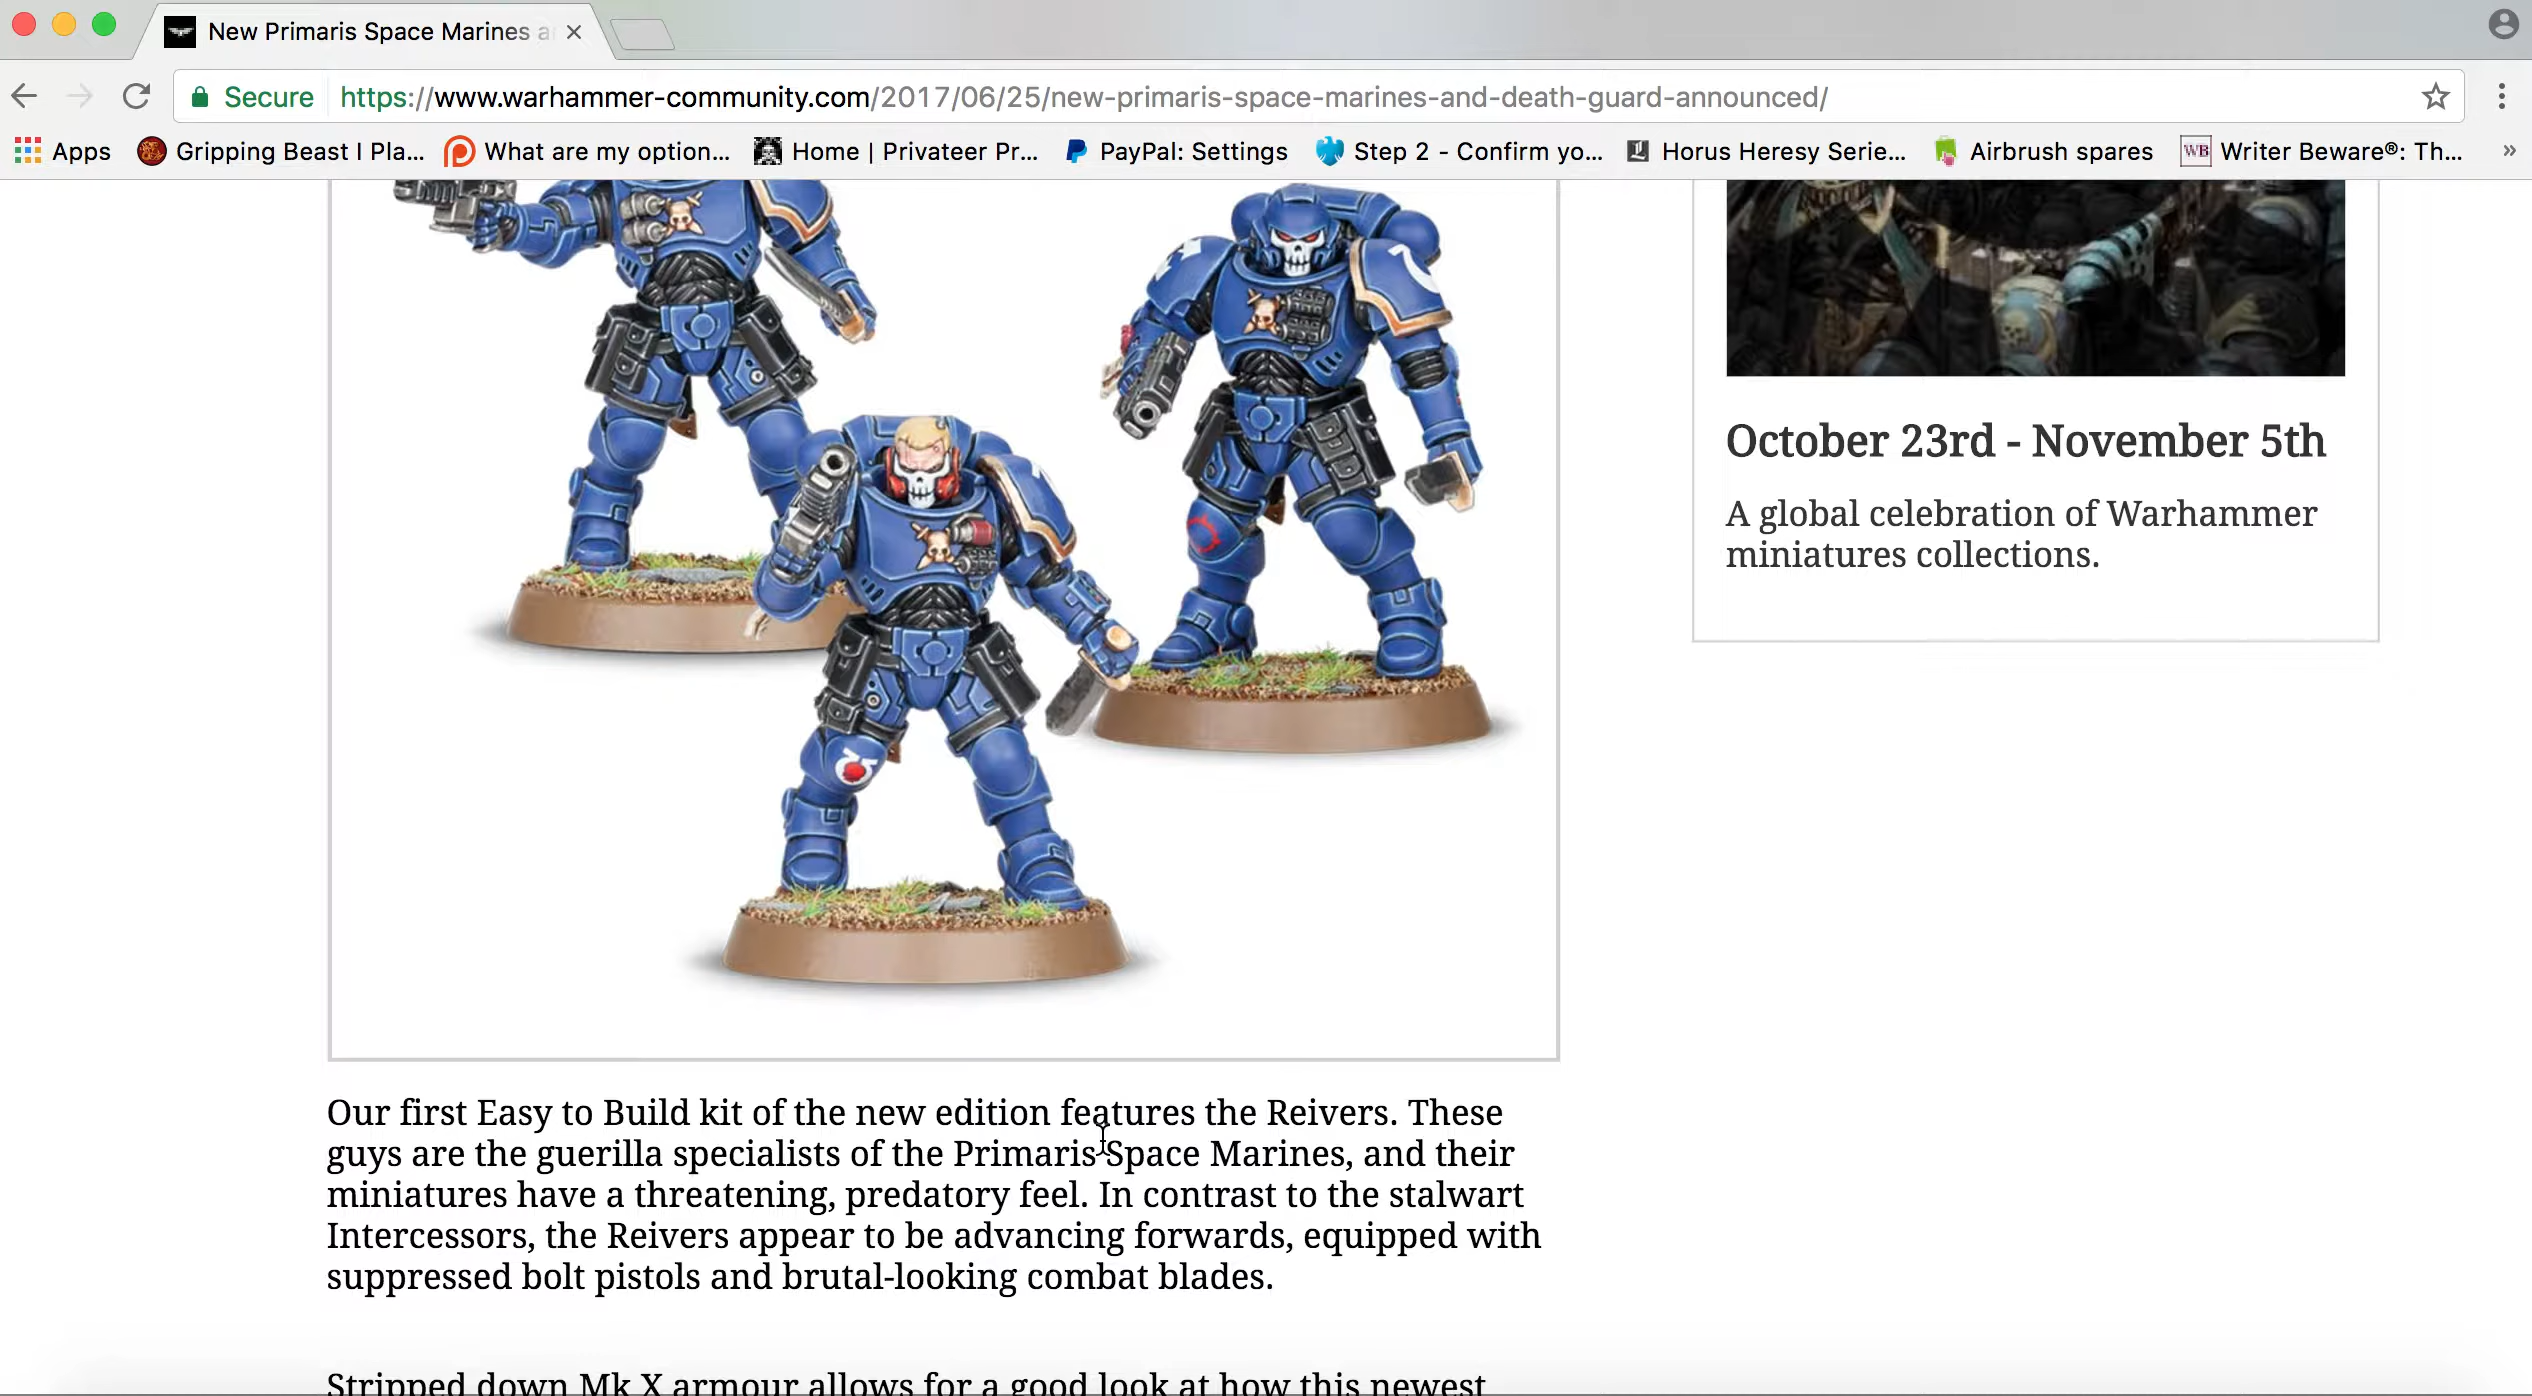 New Primaris Space Marines a
Secure https://www.warhammer-community.com/2017/06/25/new-primaris-space-marines-and-death-guard-announced/
Apps Gripping Beast I Pla... What are my option... Home | Privateer Pr... PayPal: Settings Step 2 - Confirm yo... Horus Heresy Serie... Airbrush spares WB Writer Beware®: Th... »
October 23rd - November 5th
A global celebration of Warhammer
miniatures collections.
Our first Easy to Build kit of the new edition features the Reivers. These
guys are the guerilla specialists of the Primaris Space Marines, and their
miniatures have a threatening, predatory feel. In contrast to the stalwart
Intercessors, the Reivers appear to be advancing forwards, equipped with
suppressed bolt pistols and brutal-looking combat blades.
Stripped down Mk X armour allows for a good look at how this newest